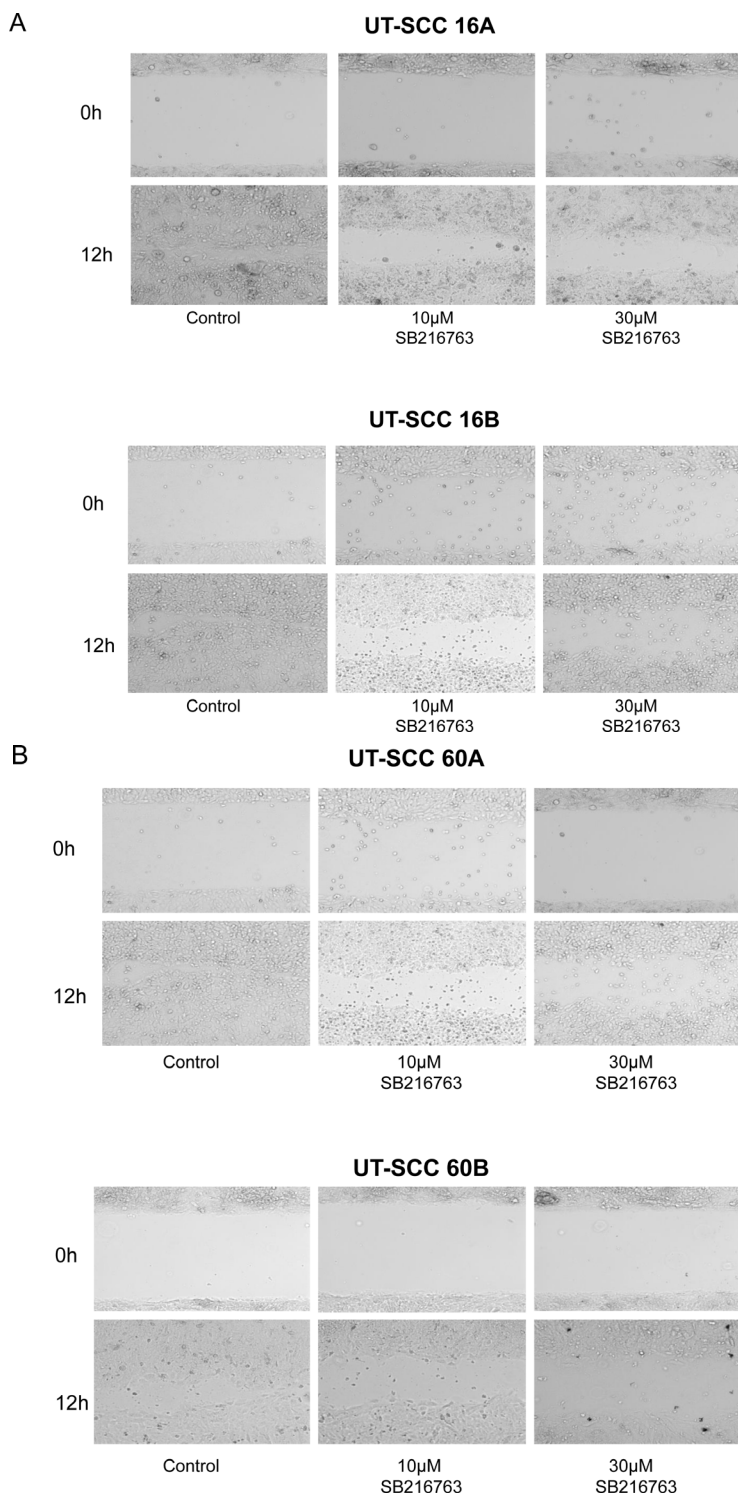 A
UT-SCC 16A
0h
12h
Control
10µM
SB216763
30µM
SB216763
UT-SCC 16B
0h
12h
Control
10µM
SB216763
30µM
SB216763
B
UT-SCC 60A
0h
12h
Control
10µM
SB216763
30µM
SB216763
UT-SCC 60B
0h
12h
Control
10µM
SB216763
30µM
SB216763